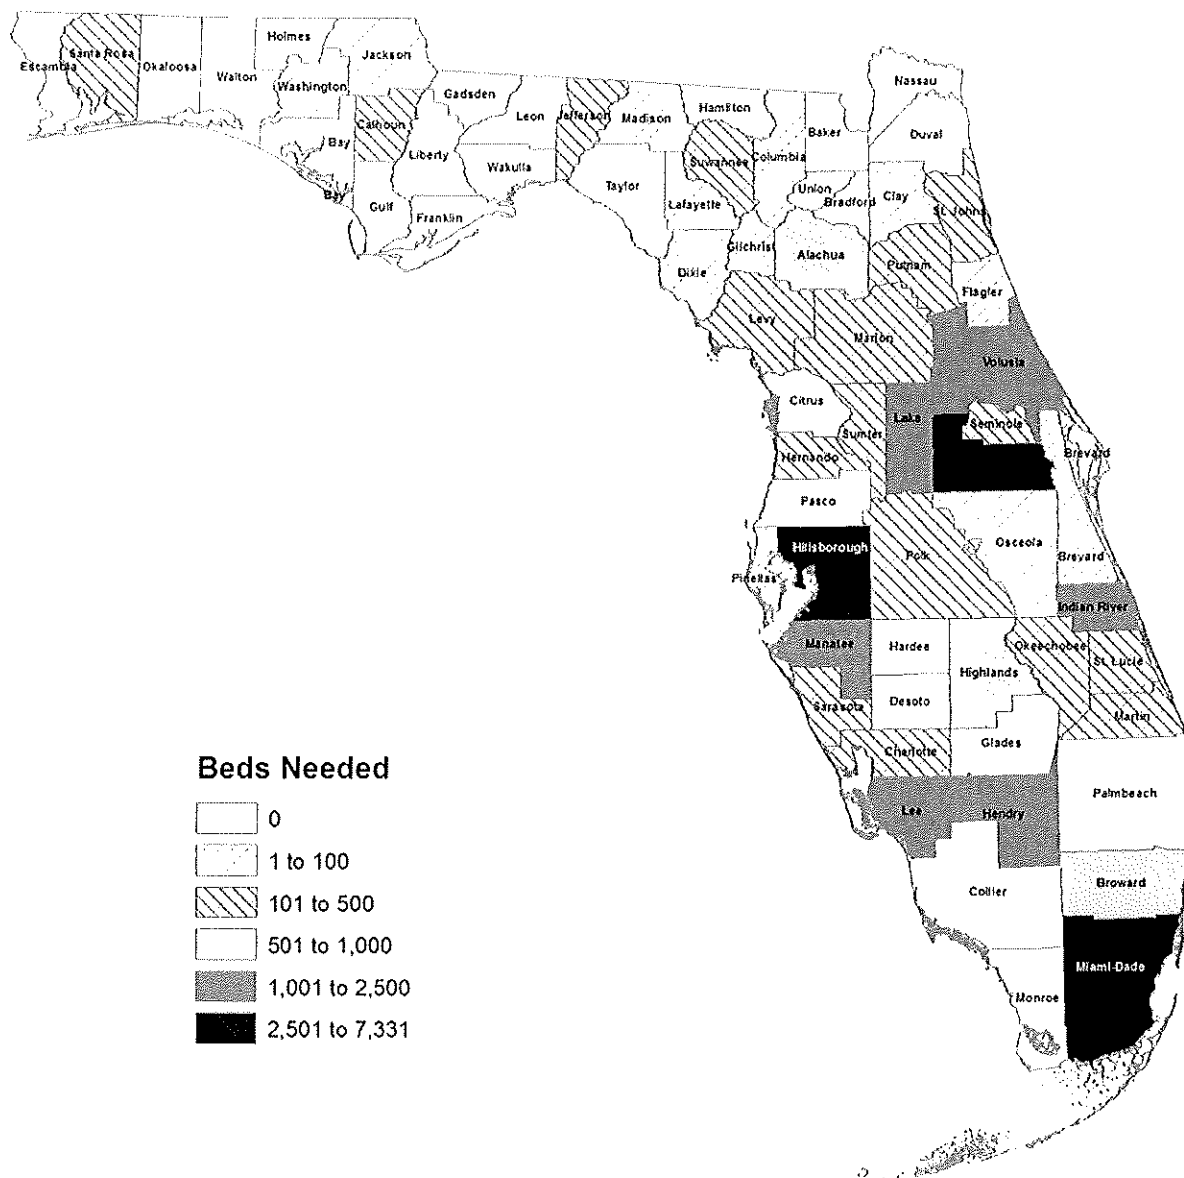 Holmes
Jackson
Santa Rosa
Escambia
Okaloosa
Walton
Washington
Nassau
Gadsden
Hamilton
Leon
Jefferson
Madison
Calhoun
Baker
Duval
Bay
Liberty
Columbia
Suwannee
Wakulla
Taylor
Union
Bradford
Clay
Bay
Gulf
Franklin
Lafayette
St. Johns
Gilchrist
Alachua
Dixie
Putnam
Flagler
Levy
Marion
Volusia
Citrus
Lake
Seminole
Sumter
Hernando
Brevard
Pasco
Hillsborough
Osceola
Polk
Brevard
Pinellas
Indian River
Manatee
Hardee
Okeechobee
Highlands
St. Lucie
Desoto
Sarasota
Martin
Glades
Charlotte
Beds Needed
0
1 to 100
101 to 500
501 to 1,000
1,001 to 2,500
2,501 to 7,331
Palmbeach
Lee
Hendry
Collier
Broward
Miami-Dade
Monroe